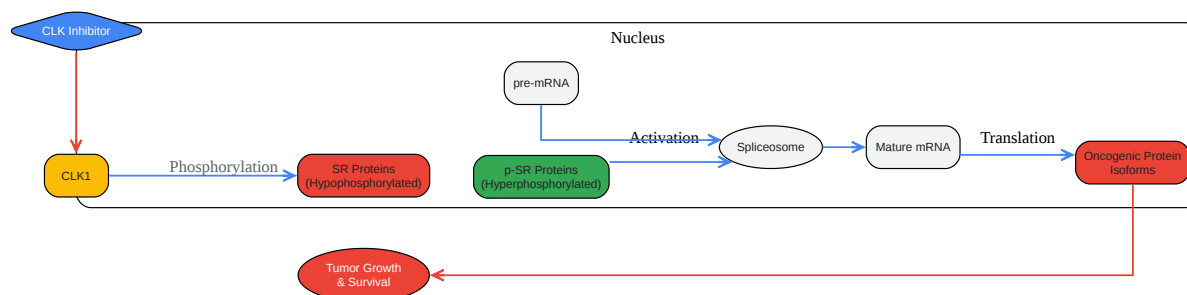 CLK Inhibitor
Nucleus
pre-mRNA
Activation
Translation
Spliceosome
Mature mRNA
Oncogenic Protein
Isoforms
Phosphorylation
CLK1
SR Proteins
(Hypophosphorylated)
p-SR Proteins
(Hyperphosphorylated)
Tumor Growth
& Survival